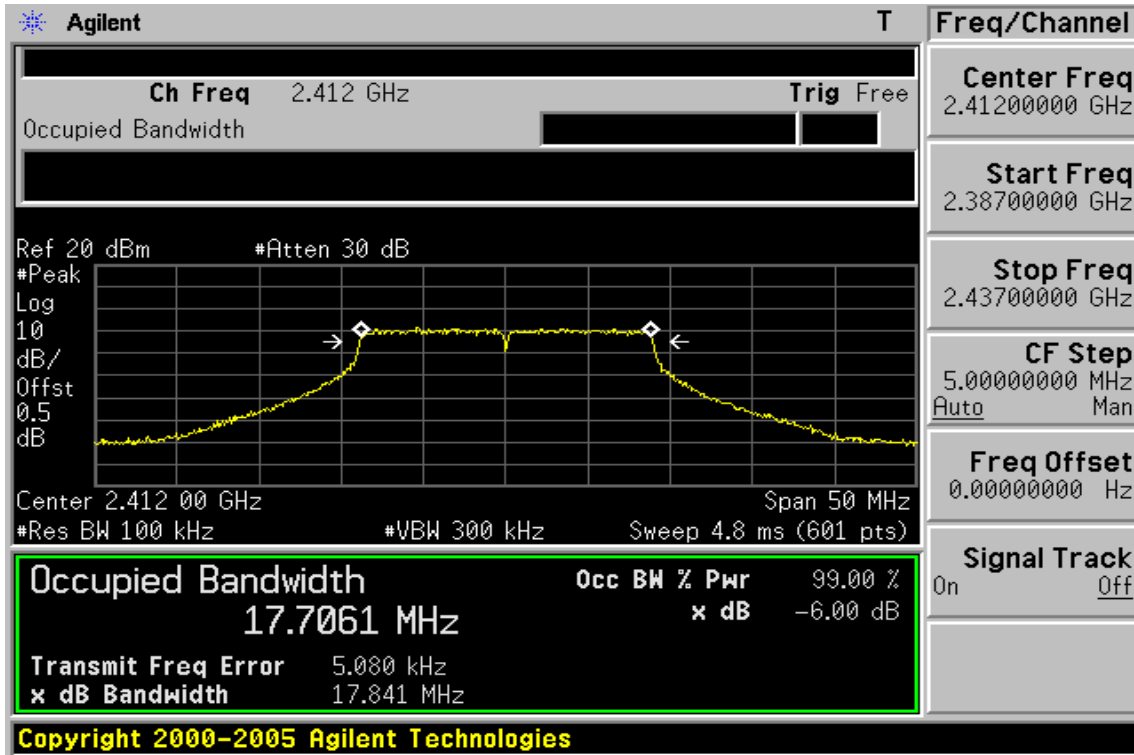 Agilent T
Ch Freq 2.412 GHz Trig Free
Occupied Bandwidth
Ref 20 dBm #Atten 30 dB
#Peak
Log
10
dB/
Offst
0.5
dB
Center 2.412 00 GHz Span 50 MHz
#Res BW 100 kHz #VBW 300 kHz Sweep 4.8 ms (601 pts)
Occupied Bandwidth Occ BW % Pwr 99.00 %
17.7061 MHz x dB -6.00 dB
Transmit Freq Error 5.080 kHz
x dB Bandwidth 17.841 MHz
Copyright 2000-2005 Agilent Technologies
Freq/Channel
Center Freq
2.41200000 GHz
Start Freq
2.38700000 GHz
Stop Freq
2.43700000 GHz
CF Step
5.00000000 MHz
Auto Man
Freq Offset
0.00000000 Hz
Signal Track
On Off